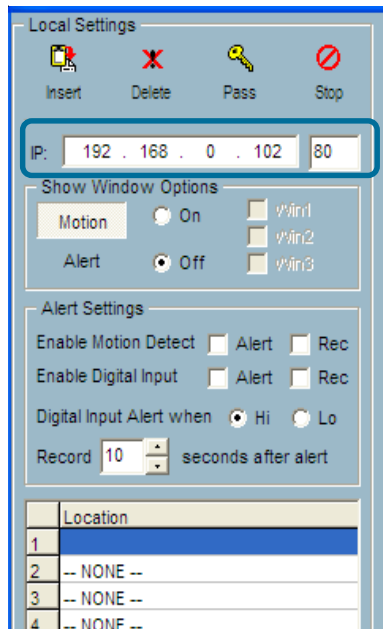 Local Settings
Insert Delete Pass Stop
IP: 192 . 168 . 0 . 102 80
Show Window Options
Motion On Win1
Win2
Alert Off Win3
Alert Settings
Enable Motion Detect Alert Rec
Enable Digital Input Alert Rec
Digital Input Alert when Hi Lo
Record 10 seconds after alert
Location
1
2 -- NONE --
3 -- NONE --
4 -- NONE --